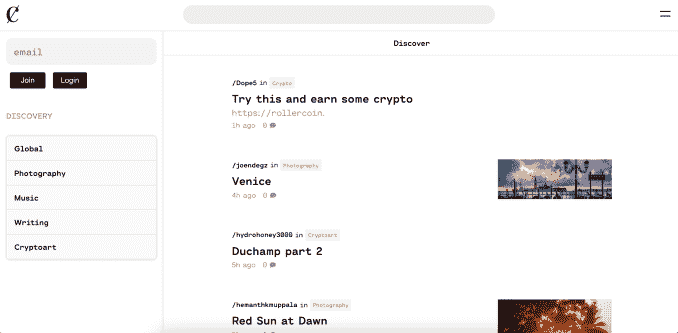 ₡
email
Join
Login
DISCOVERY
Global
Photography
Music
Writing
Cryptoart
Discover
/Dope5 in Crypto
Try this and earn some crypto
https://rollercoin.
1h ago 0
/joendegz in Photography
Venice
4h ago 0
/hydrohoney3000 in Cryptoart
Duchamp part 2
5h ago 0
/hemanthkmuppala in Photography
Red Sun at Dawn